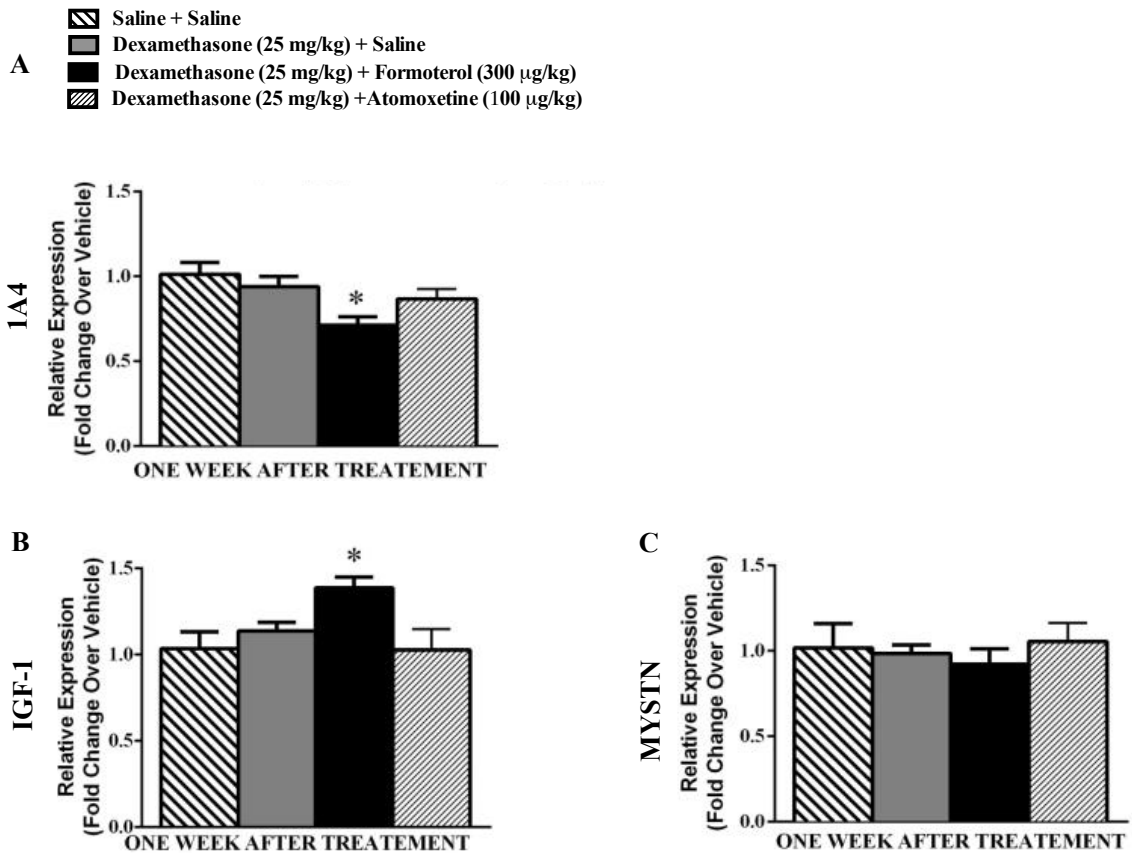 Saline + Saline
Dexamethasone (25 mg/kg) + Saline
A
Dexamethasone (25 mg/kg) + Formoterol (300 μg/kg)
Dexamethasone (25 mg/kg) +Atomoxetine (100 μg/kg)
1A4
Relative Expression
(Fold Change Over Vehicle)
1.5
1.0
0.5
0.0
*
ONE WEEK AFTER TREATEMENT
B
IGF-1
Relative Expression
(Fold Change Over Vehicle)
1.5
1.0
0.5
0.0
*
ONE WEEK AFTER TREATEMENT
C
MYSTN
Relative Expression
(Fold Change Over Vehicle)
1.5
1.0
0.5
0.0
ONE WEEK AFTER TREATEMENT